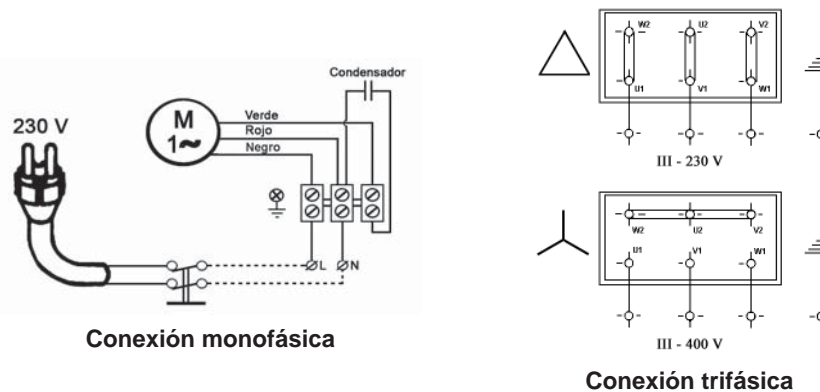 230 V
M
1~
Condensador
Verde
Rojo
Negro
L N
Conexión monofásica
W2 U2 V2
U1 V1 W1
III - 230 V
W2 U2 V2
U1 V1 W1
III - 400 V
Conexión trifásica